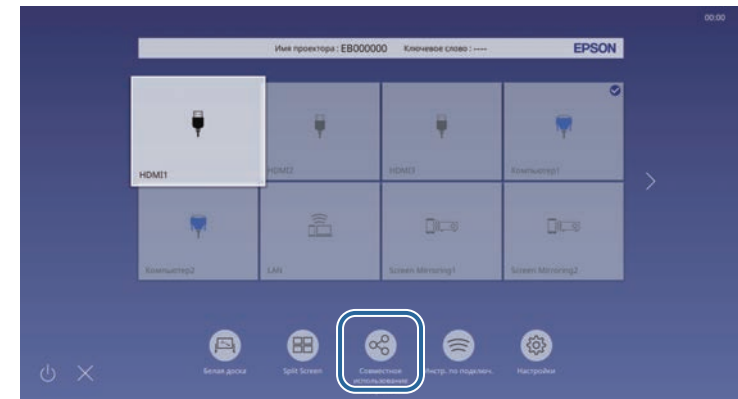 00:00
Имя проектора : EB000000 Ключевое слово : ---- EPSON
HDMI1 HDMI2 HDMI3 Компьютер1
Компьютер2 LAN Screen Mirroring1 Screen Mirroring2
Белая доска Split Screen Совместное использование Инстр. по подключ. Настройки